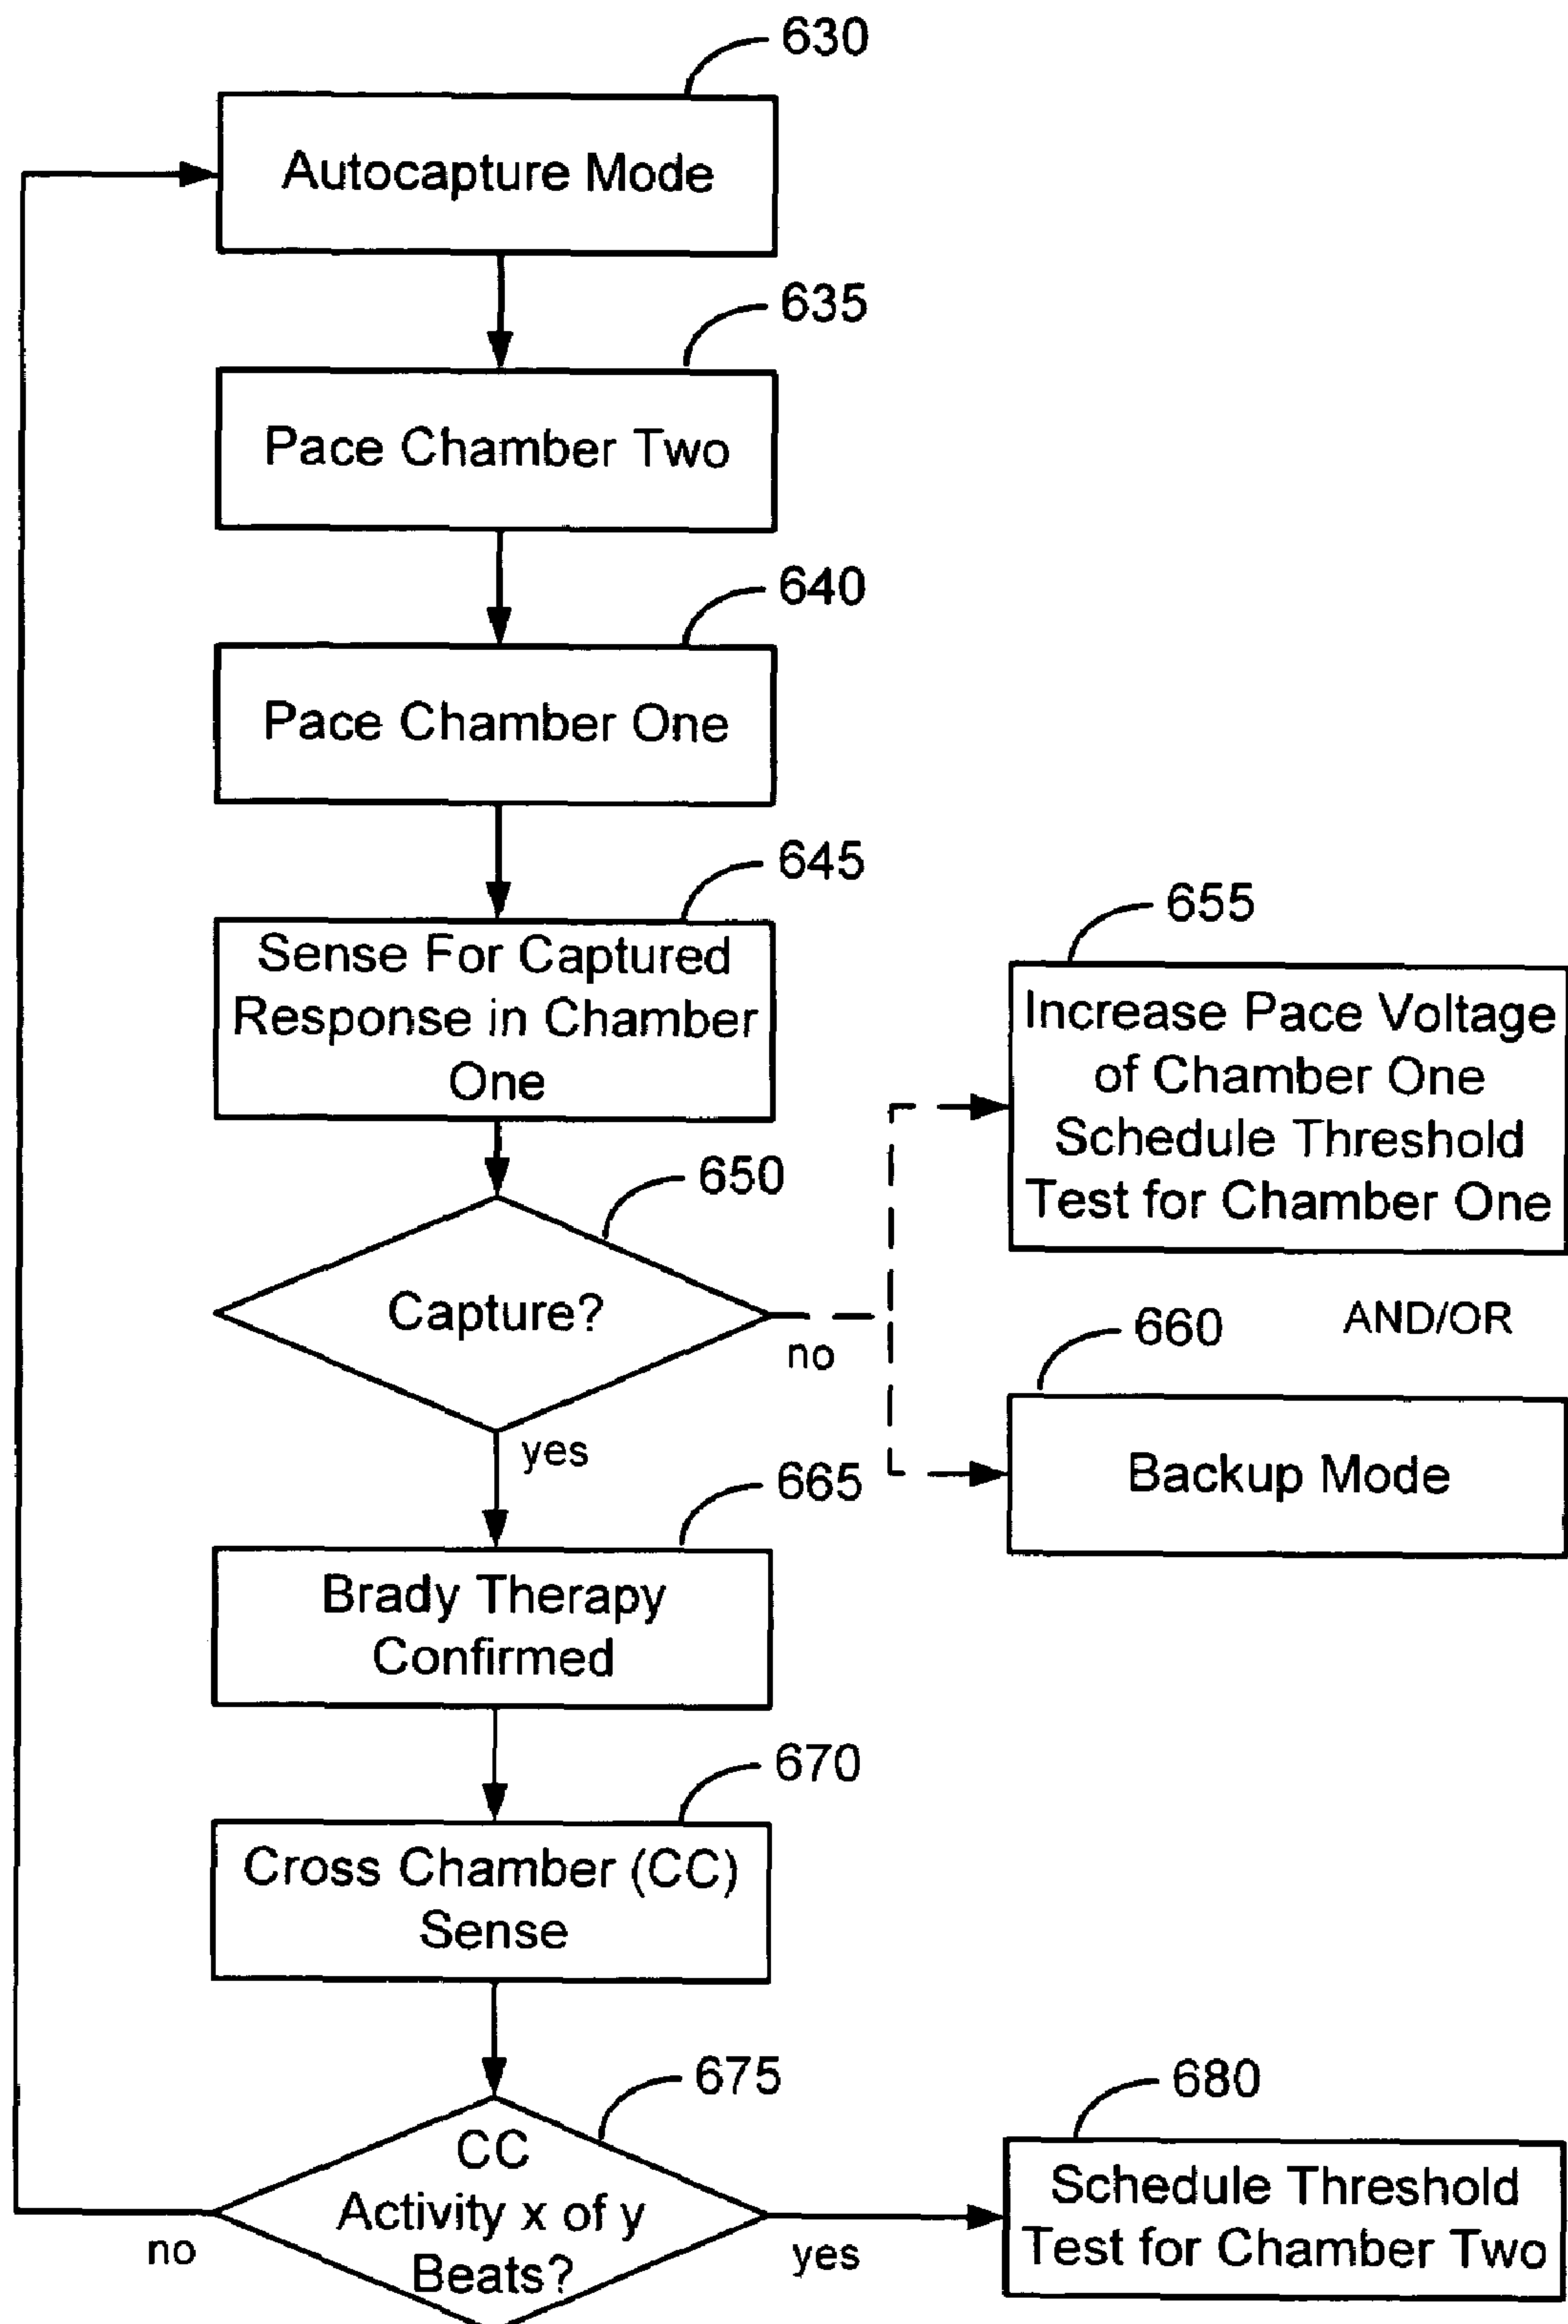 630
Autocapture Mode
635
Pace Chamber Two
640
Pace Chamber One
645
Sense For Captured
Response in Chamber
One
650
Capture?
no
yes
655
Increase Pace Voltage
of Chamber One
Schedule Threshold
Test for Chamber One
AND/OR
660
Backup Mode
665
Brady Therapy
Confirmed
670
Cross Chamber (CC)
Sense
675
CC
Activity x of y
Beats?
no
yes
680
Schedule Threshold
Test for Chamber Two